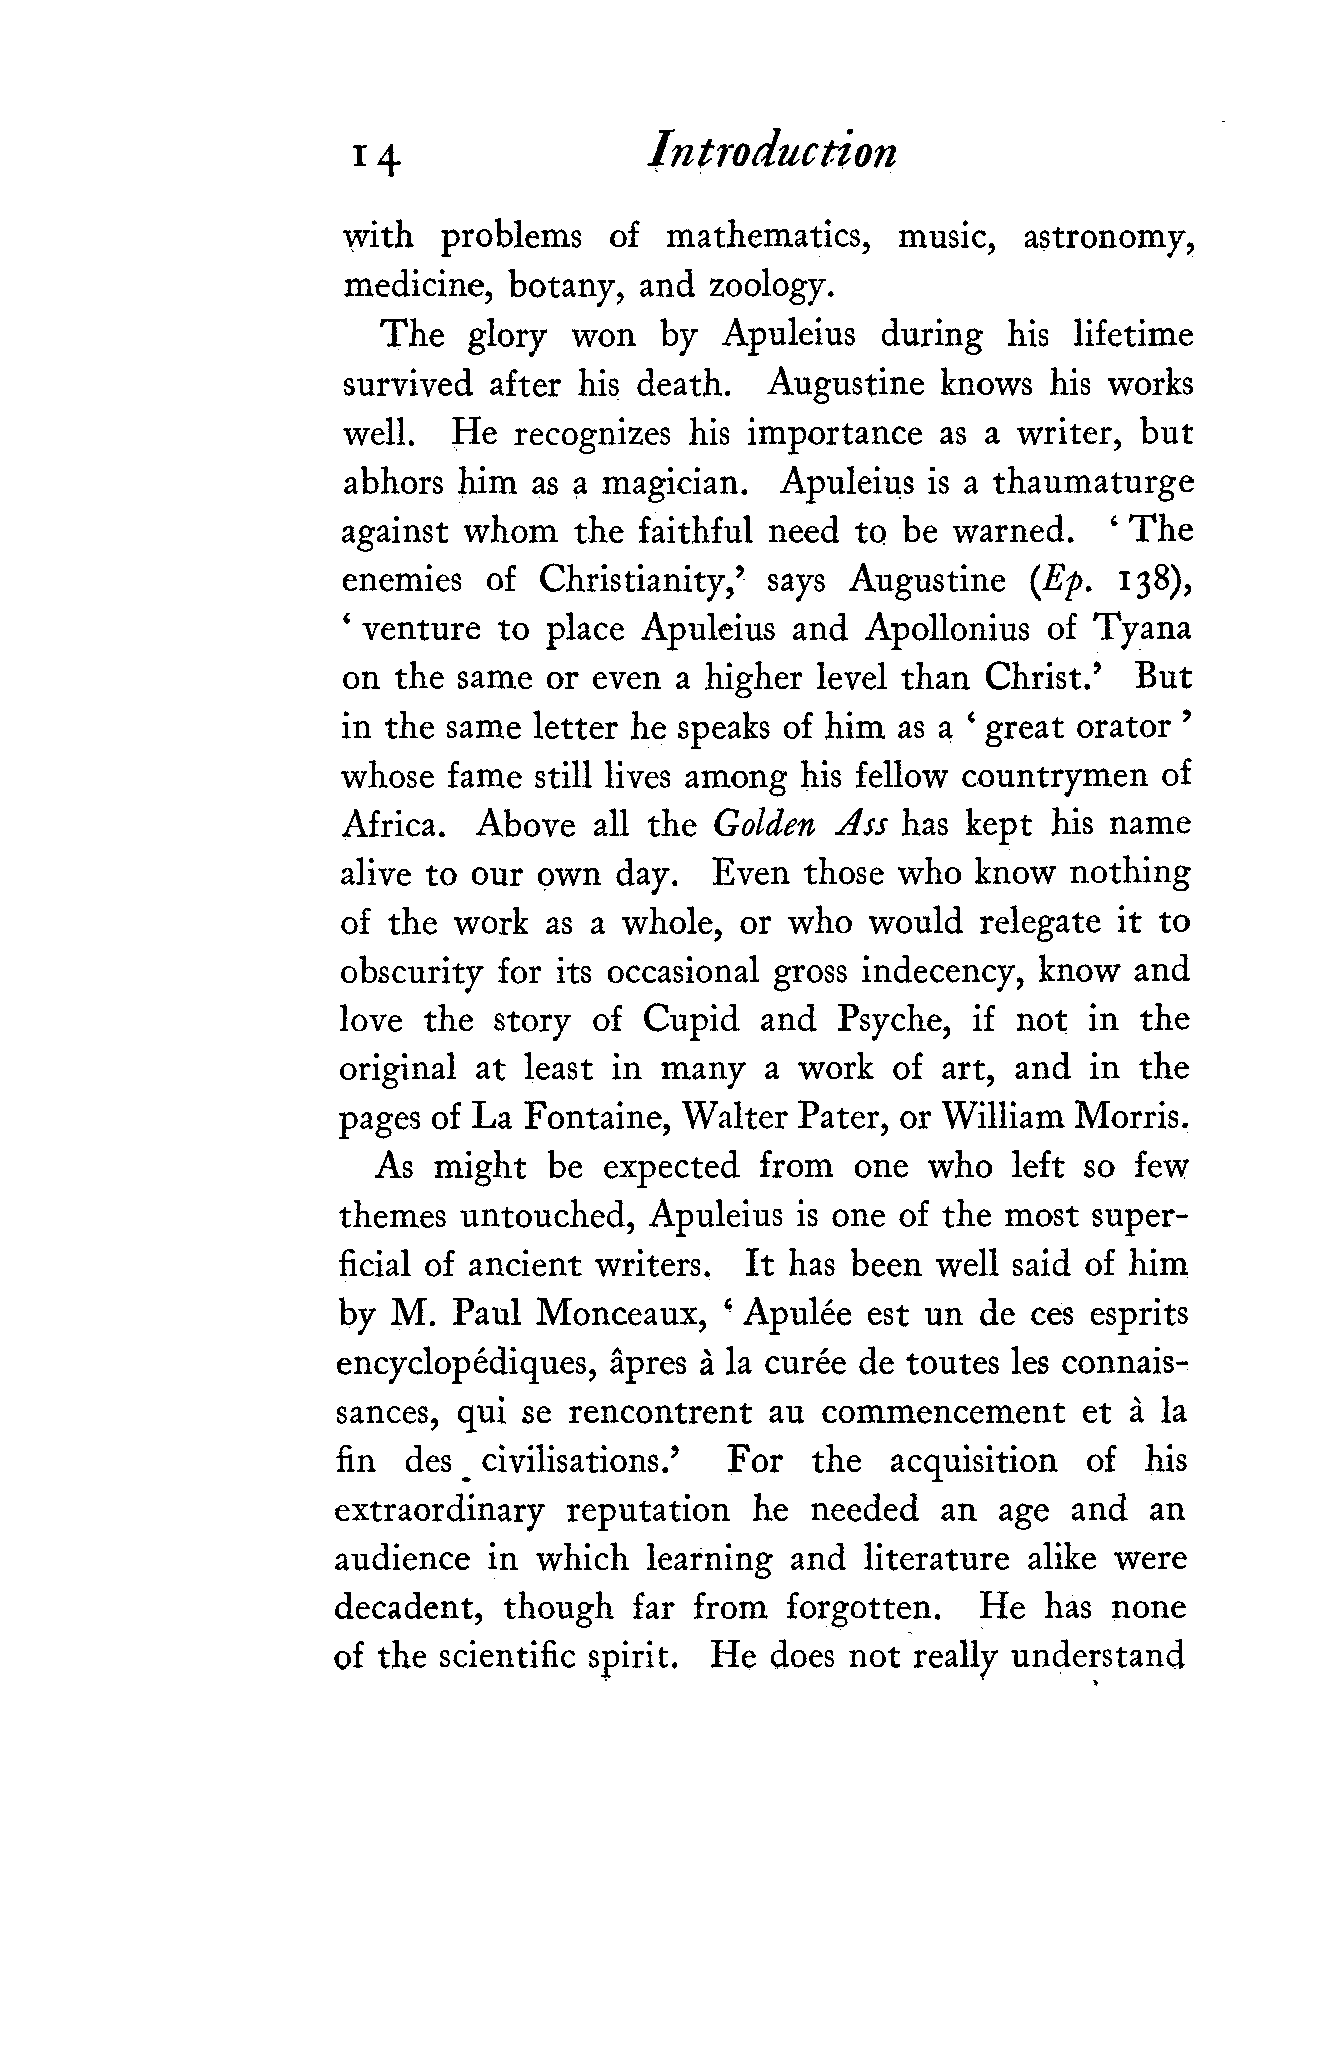 14 Introduction
with problems of mathematics, music, astronomy,
medicine, botany, and zoology.
The glory won by Apuleius during his lifetime
survived after his death. Augustine knows his works
well. He recognizes his importance as a writer, but
abhors him as a magician. Apuleius is a thaumaturge
against whom the faithful need to be warned. ‘ The
enemies of Christianity,’ says Augustine (Ep. 138),
‘ venture to place Apuleius and Apollonius of Tyana
on the same or even a higher level than Christ.’ But
in the same letter he speaks of him as a ‘ great orator ’
whose fame still lives among his fellow countrymen of
Africa. Above all the Golden Ass has kept his name
alive to our own day. Even those who know nothing
of the work as a whole, or who would relegate it to
obscurity for its occasional gross indecency, know and
love the story of Cupid and Psyche, if not in the
original at least in many a work of art, and in the
pages of La Fontaine, Walter Pater, or William Morris.
As might be expected from one who left so few
themes untouched, Apuleius is one of the most super-
ficial of ancient writers. It has been well said of him
by M. Paul Monceaux, ‘ Apulée est un de ces esprits
encyclopédiques, âpres à la curée de toutes les connais-
sances, qui se rencontrent au commencement et à la
fin des civilisations.’ For the acquisition of his
extraordinary reputation he needed an age and an
audience in which learning and literature alike were
decadent, though far from forgotten. He has none
of the scientific spirit. He does not really understand